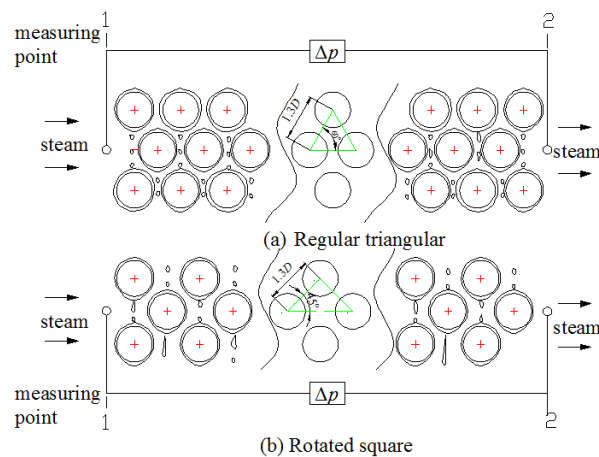 1
2
measuring
point
Δp
1.3D
60°
steam
steam
(a) Regular triangular
1.3D
45°
steam
steam
measuring
point
Δp
1
2
(b) Rotated square